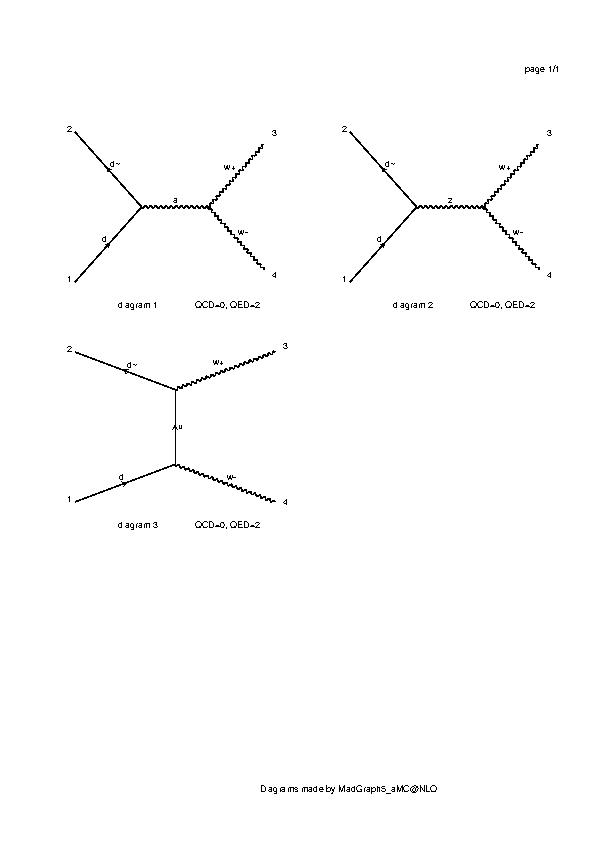 page 1/1
2 3 2 3
d~ w+ d~ w+
a z
d w- d w-
1 4 1 4
diagram 1 QCD=0, QED=2 diagram 2 QCD=0, QED=2
2 3
d~ w+
u
d w-
1 4
diagram 3 QCD=0, QED=2
Diagrams made by MadGraph5_aMC@NLO